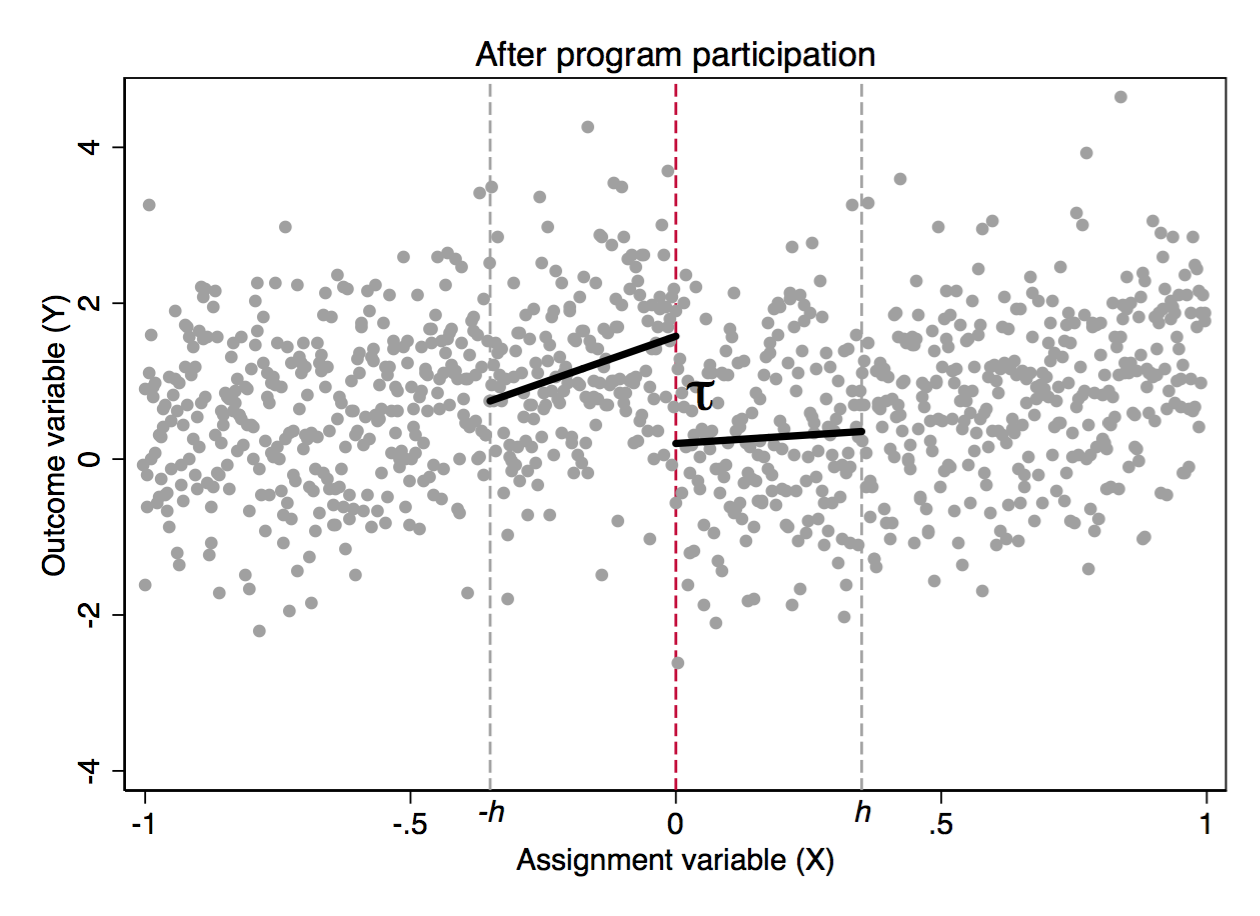 After program participation
Outcome variable (Y)
4
2
0
-2
-4
τ
-1
-.5
-h
0
h
.5
1
Assignment variable (X)